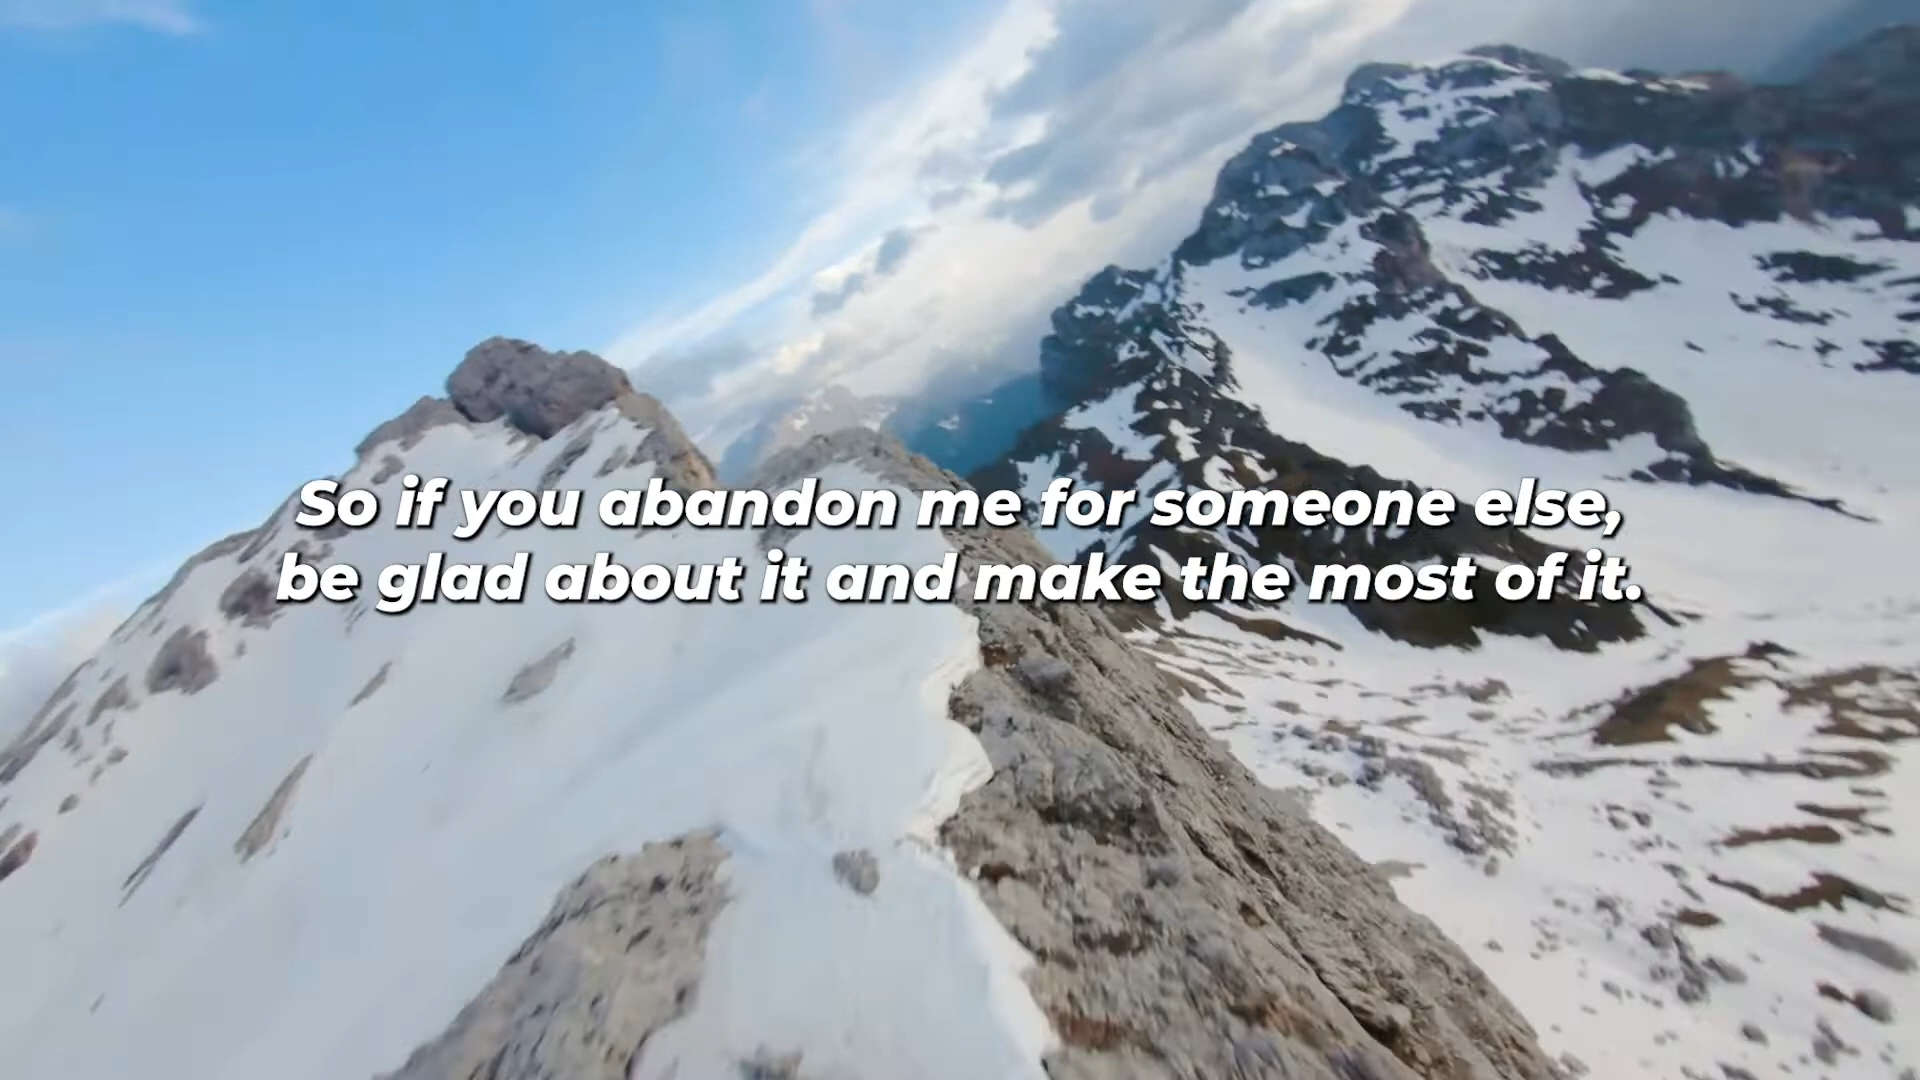 So if you abandon me for someone else,
be glad about it and make the most of it.